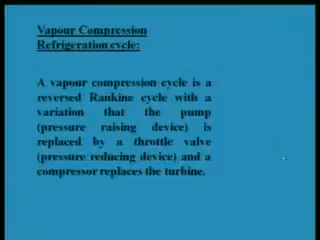 Vapour Compression
Refrigeration cycle:
A vapour compression cycle is a
reversed Rankine cycle with a
variation that the pump
(pressure raising device) is
replaced by a throttle valve
(pressure reducing device) and a
compressor replaces the turbine.